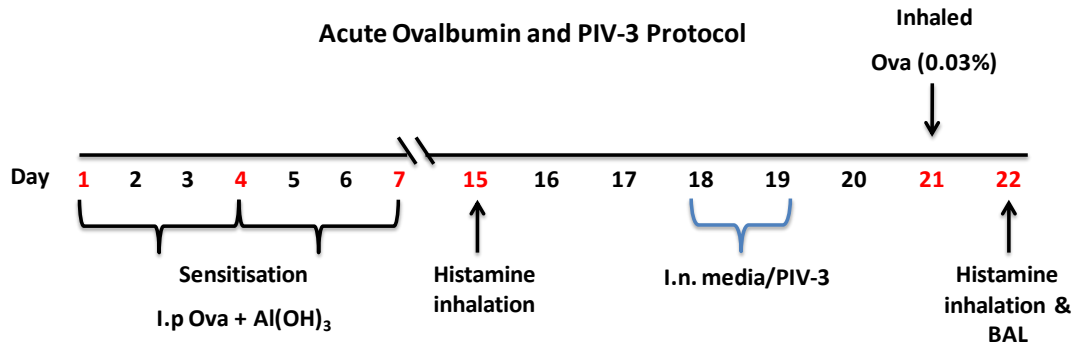 Acute Ovalbumin and PIV-3 Protocol
Inhaled
Ova (0.03%)
Day 1 2 3 4 5 6 7 15 16 17 18 19 20 21 22
Sensitisation
I.p Ova + Al(OH)₃
Histamine
inhalation
I.n. media/PIV-3
Histamine
inhalation &
BAL